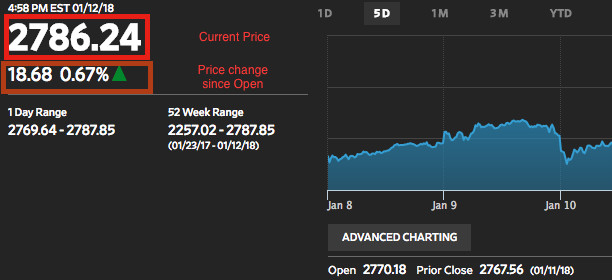 4:58 PM EST 01/12/18
2786.24
Current Price
18.68 0.67%
Price change
since Open
1 Day Range
2769.64 - 2787.85
52 Week Range
2257.02 - 2787.85
(01/23/17 - 01/12/18)
1D 5D 1M 3M YTD
Jan 8 Jan 9 Jan 10
ADVANCED CHARTING
Open 2770.18 Prior Close 2767.56 (01/11/18)